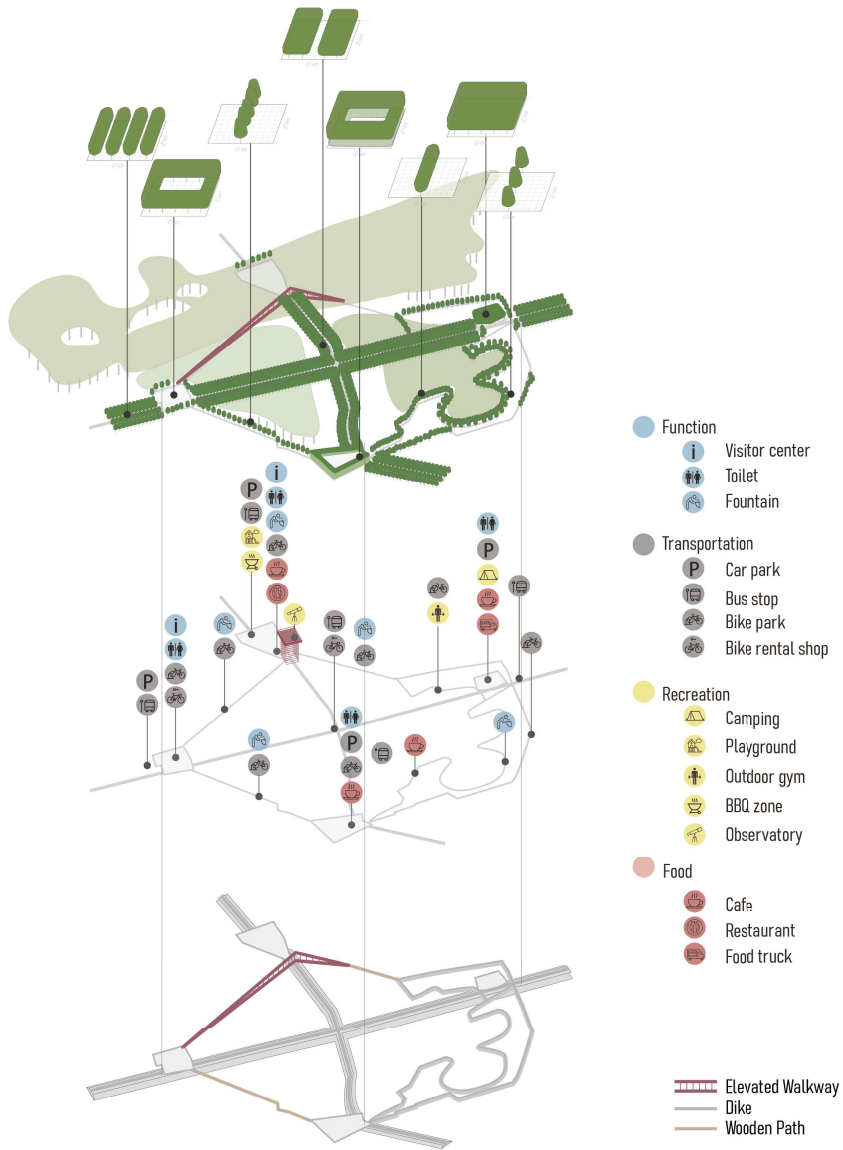 Function
i Visitor center
Toilet
Fountain
Transportation
P Car park
Bus stop
Bike park
Bike rental shop
Recreation
Camping
Playground
Outdoor gym
BBQ zone
Observatory
Food
Cafe
Restaurant
Food truck
i
P
P
i
P
P
Elevated Walkway
Dike
Wooden Path